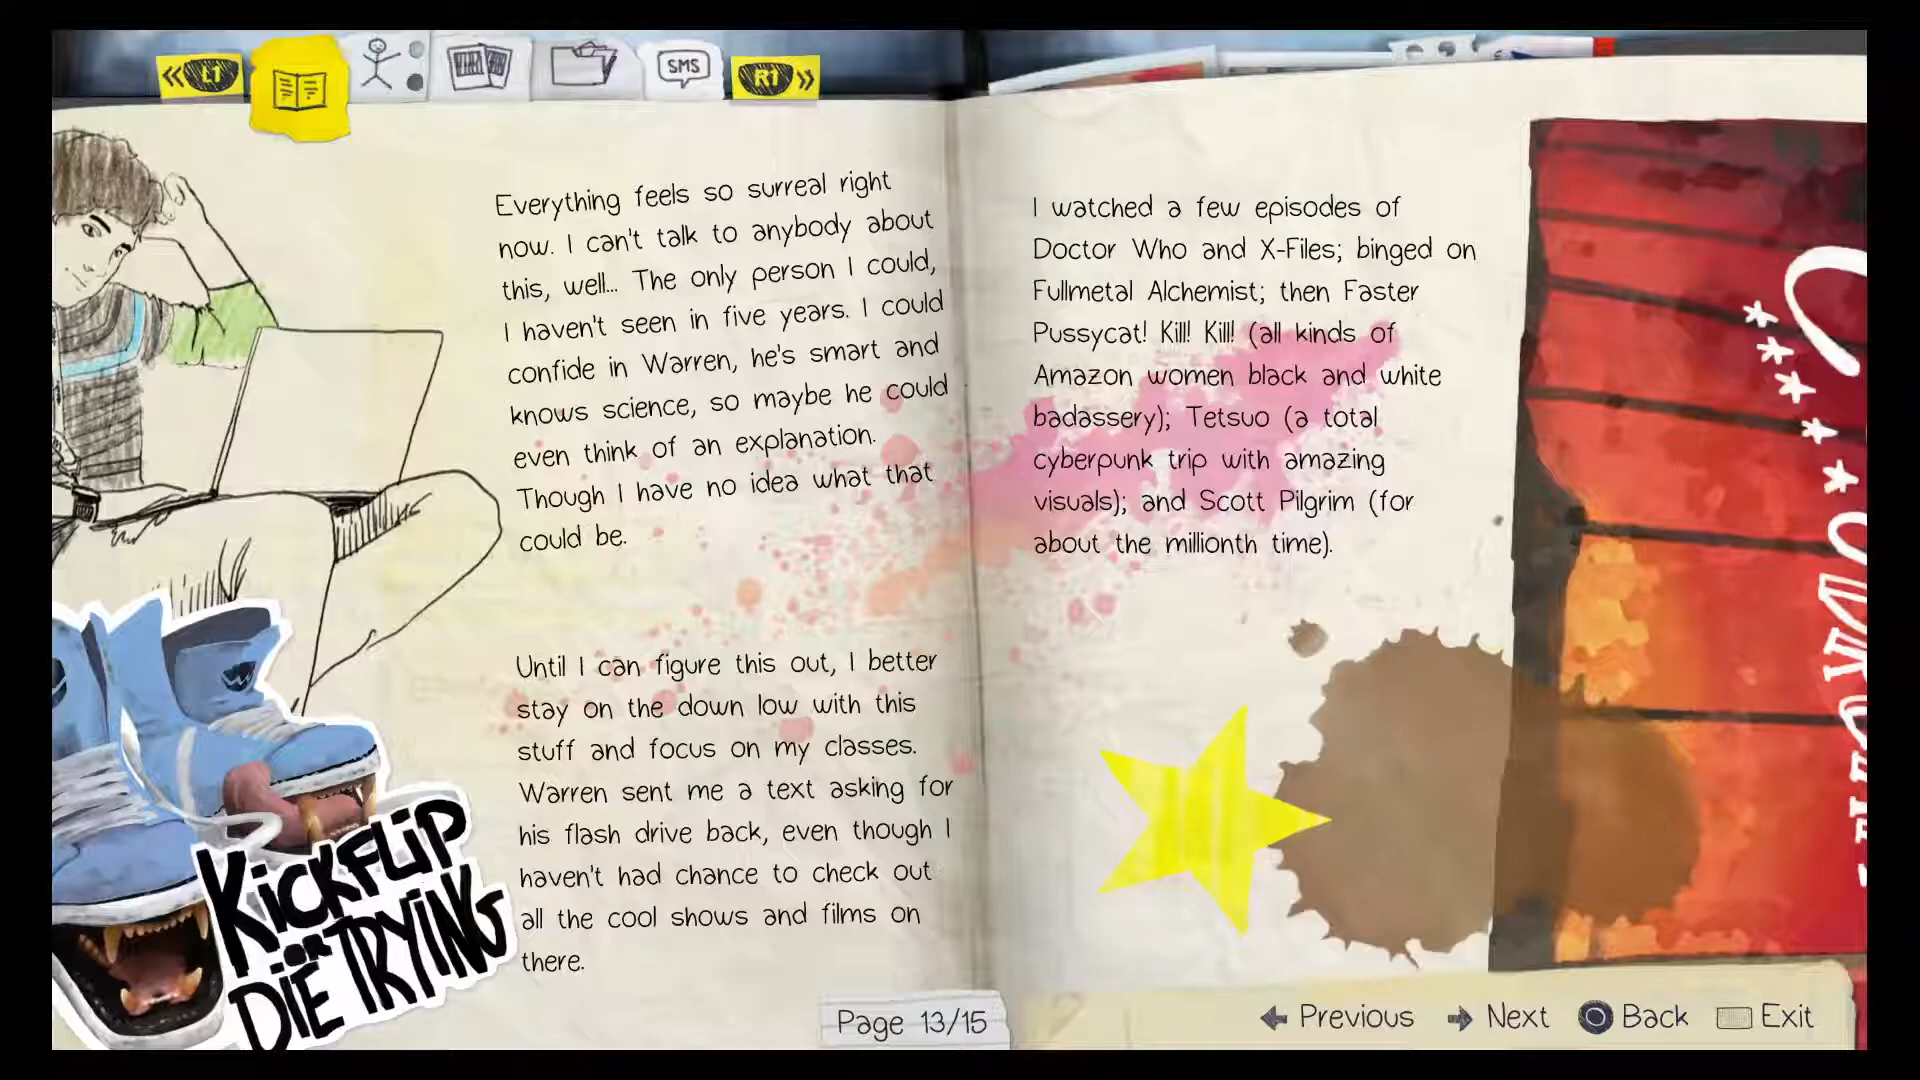 L1
SMS
R1
Everything feels so surreal right
now. I can't talk to anybody about
this, well... The only person I could,
I haven't seen in five years. I could
confide in Warren, he's smart and
knows science, so maybe he could
even think of an explanation.
Though I have no idea what that
could be.
Until I can figure this out, I better
stay on the down low with this
stuff and focus on my classes.
Warren sent me a text asking for
his flash drive back, even though I
haven't had chance to check out
all the cool shows and films on
there.
KICKFLIP
OR
DIE TRYING
I watched a few episodes of
Doctor Who and X-Files; binged on
Fullmetal Alchemist; then Faster
Pussycat! Kill! Kill! (all kinds of
Amazon women black and white
badassery); Tetsuo (a total
cyberpunk trip with amazing
visuals); and Scott Pilgrim (for
about the millionth time).
Page 13/15
Previous
Next
Back
Exit